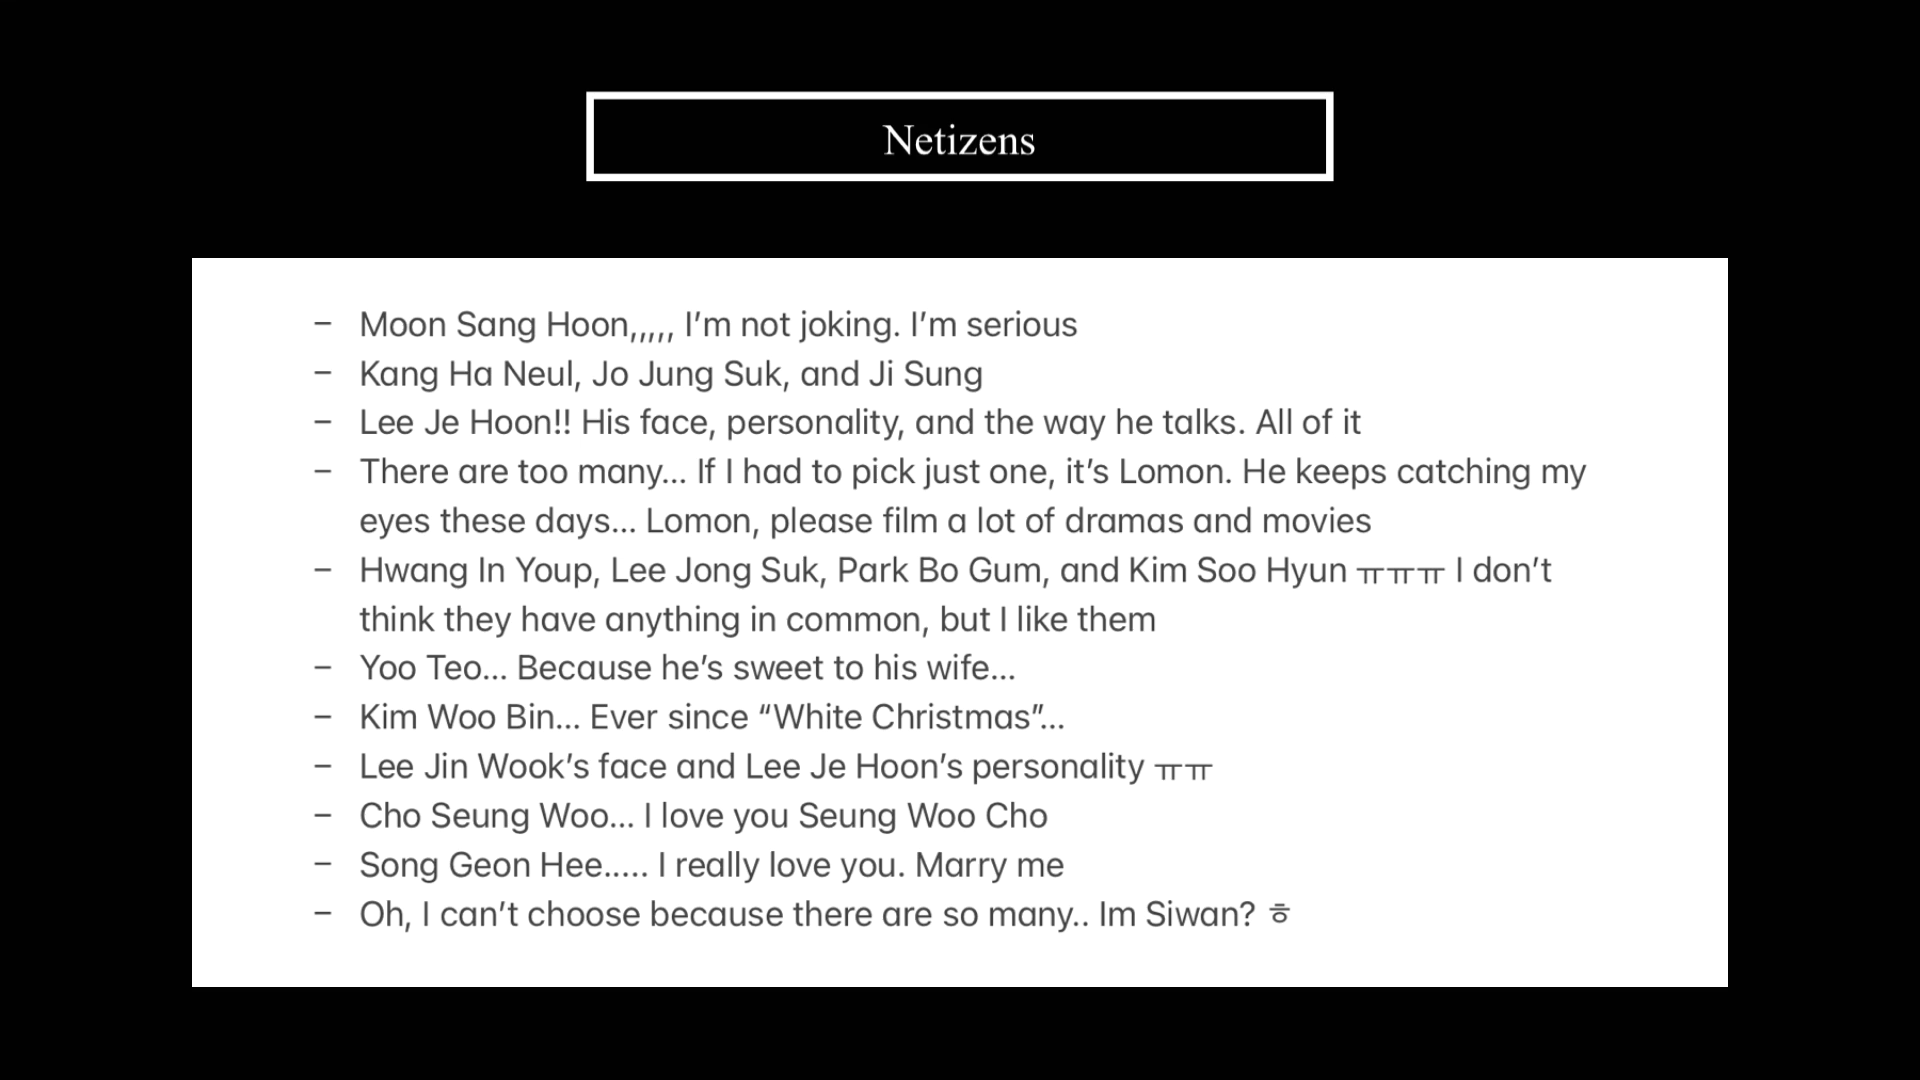 Netizens
– Moon Sang Hoon,,,,, I’m not joking. I’m serious
– Kang Ha Neul, Jo Jung Suk, and Ji Sung
– Lee Je Hoon!! His face, personality, and the way he talks. All of it
– There are too many... If I had to pick just one, it’s Lomon. He keeps catching my
eyes these days... Lomon, please film a lot of dramas and movies
– Hwang In Youp, Lee Jong Suk, Park Bo Gum, and Kim Soo Hyun ㅠㅠㅠ I don’t
think they have anything in common, but I like them
– Yoo Teo... Because he’s sweet to his wife...
– Kim Woo Bin... Ever since “White Christmas”...
– Lee Jin Wook’s face and Lee Je Hoon’s personality ㅠㅠ
– Cho Seung Woo... I love you Seung Woo Cho
– Song Geon Hee..... I really love you. Marry me
– Oh, I can’t choose because there are so many.. Im Siwan? ㅎ